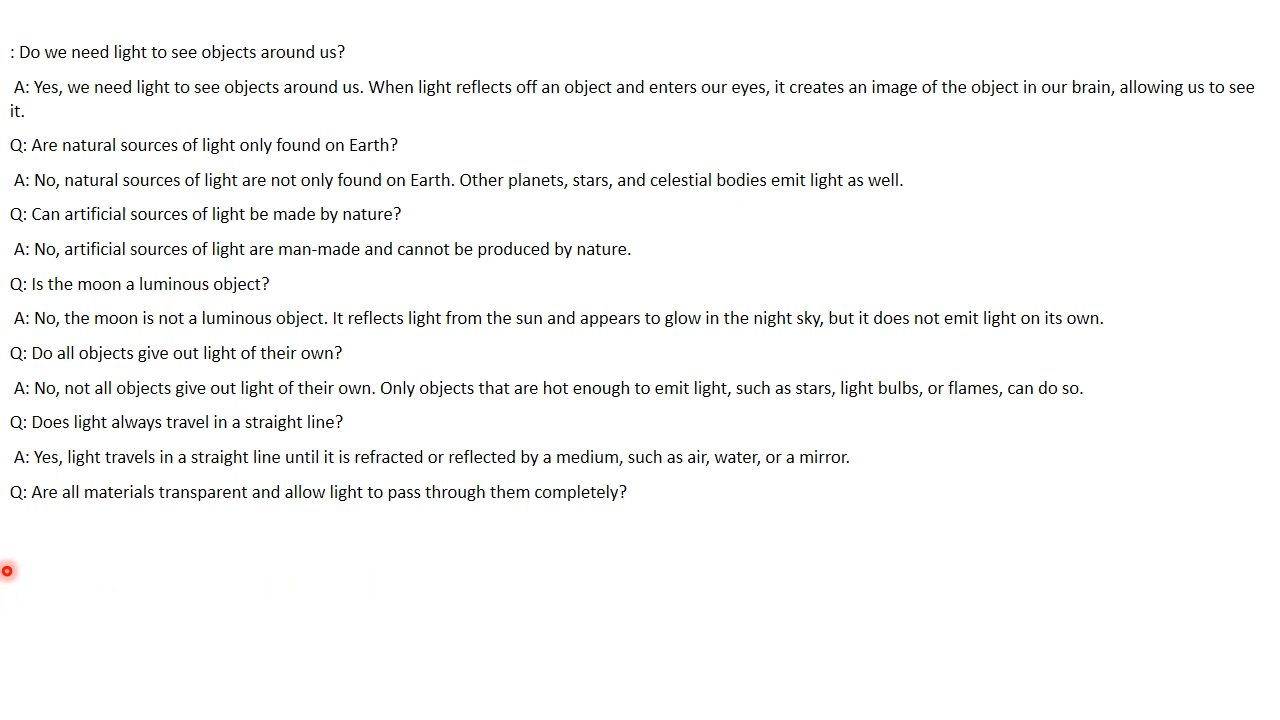 : Do we need light to see objects around us?
A: Yes, we need light to see objects around us. When light reflects off an object and enters our eyes, it creates an image of the object in our brain, allowing us to see
it.
Q: Are natural sources of light only found on Earth?
A: No, natural sources of light are not only found on Earth. Other planets, stars, and celestial bodies emit light as well.
Q: Can artificial sources of light be made by nature?
A: No, artificial sources of light are man-made and cannot be produced by nature.
Q: Is the moon a luminous object?
A: No, the moon is not a luminous object. It reflects light from the sun and appears to glow in the night sky, but it does not emit light on its own.
Q: Do all objects give out light of their own?
A: No, not all objects give out light of their own. Only objects that are hot enough to emit light, such as stars, light bulbs, or flames, can do so.
Q: Does light always travel in a straight line?
A: Yes, light travels in a straight line until it is refracted or reflected by a medium, such as air, water, or a mirror.
Q: Are all materials transparent and allow light to pass through them completely?